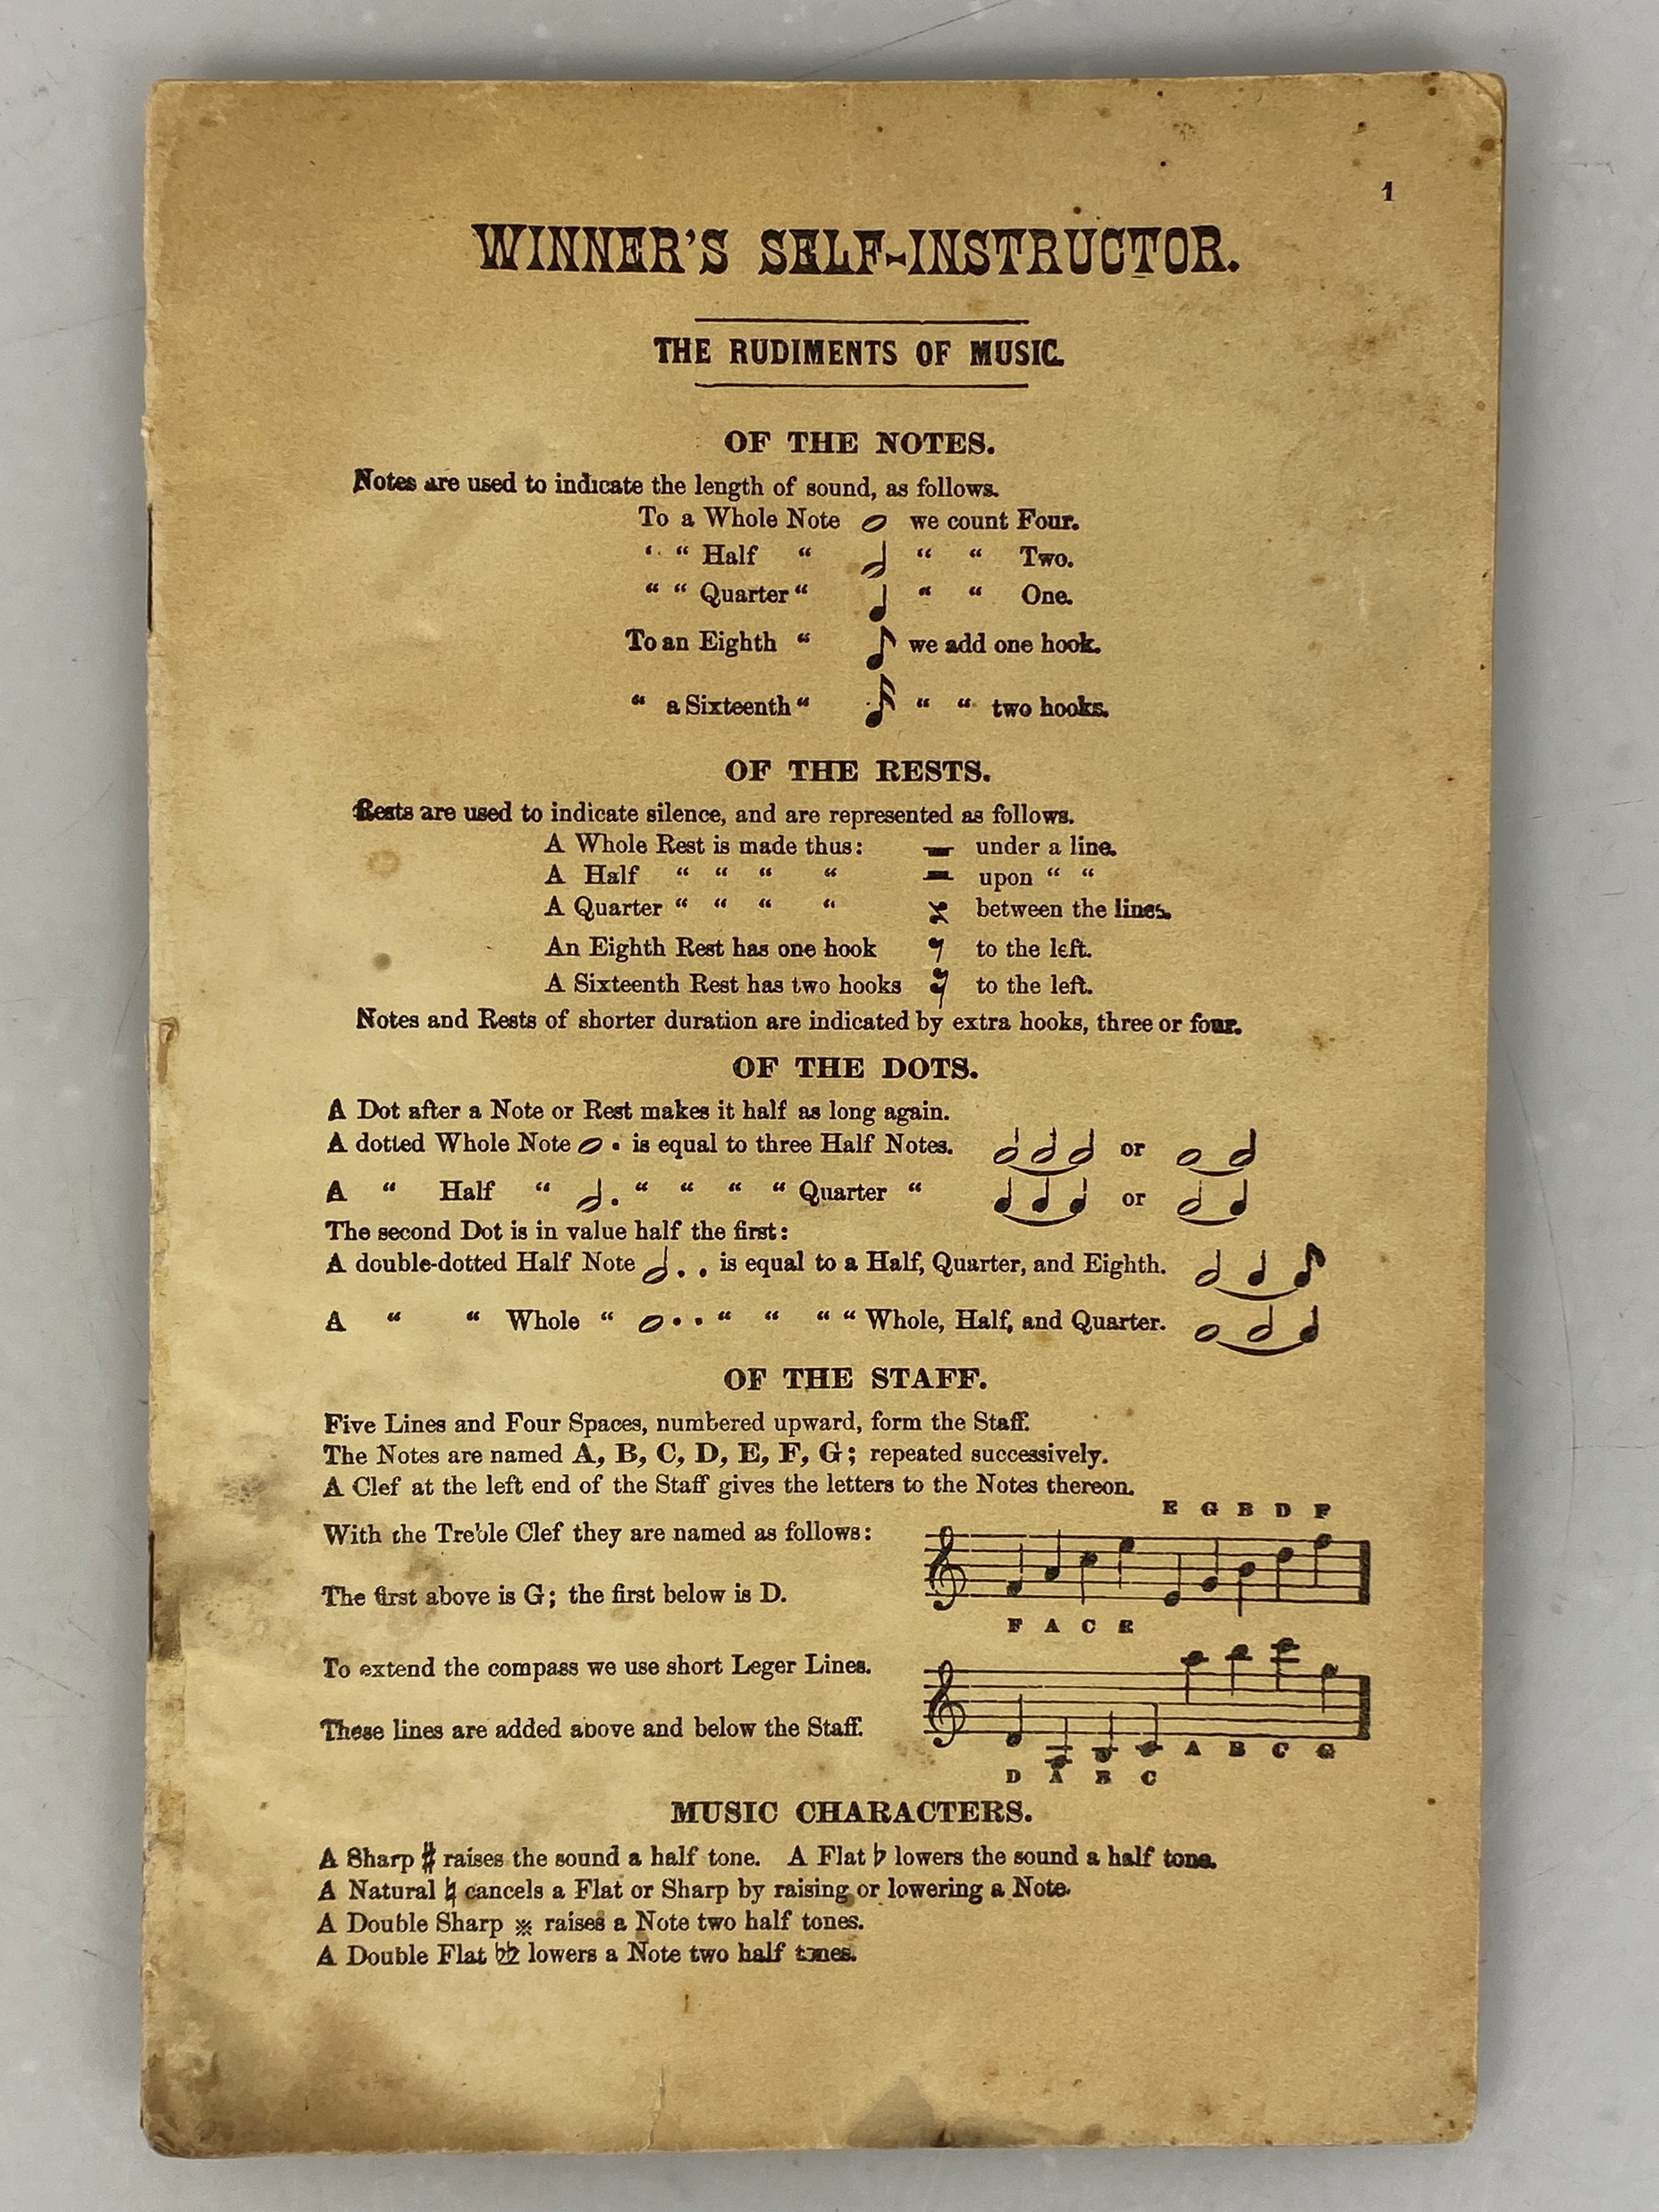 1
WINNER'S SELF-INSTRUCTOR.
THE RUDIMENTS OF MUSIC.
OF THE NOTES.
Notes are used to indicate the length of sound, as follows.
To a Whole Note 𝅝 we count Four.
“ “ Half “ 𝅗𝅥 “ “ Two.
“ “ Quarter “ 𝅘𝅥 “ “ One.
To an Eighth “ 𝅘𝅥𝅮 we add one hook.
“ a Sixteenth “ 𝅘𝅥𝅯 “ “ two hooks.
OF THE RESTS.
Rests are used to indicate silence, and are represented as follows.
A Whole Rest is made thus: 𝄻 under a line.
A Half “ “ “ “ 𝄼 upon “ “
A Quarter “ “ “ “ 𝄽 between the lines.
An Eighth Rest has one hook 𝄾 to the left.
A Sixteenth Rest has two hooks 𝄿 to the left.
Notes and Rests of shorter duration are indicated by extra hooks, three or four.
OF THE DOTS.
A Dot after a Note or Rest makes it half as long again.
A dotted Whole Note 𝅝 . is equal to three Half Notes. 𝅗𝅥 𝅗𝅥 𝅗𝅥 or 𝅝 𝅗𝅥
A “ Half “ 𝅗𝅥 . “ “ “ “ Quarter “ 𝅘𝅥 𝅘𝅥 𝅘𝅥 or 𝅗𝅥 𝅘𝅥
The second Dot is in value half the first:
A double-dotted Half Note 𝅗𝅥 . . is equal to a Half, Quarter, and Eighth. 𝅗𝅥 𝅘𝅥 𝅘𝅥𝅮
A “ “ Whole “ 𝅝 . . “ “ “ “ Whole, Half, and Quarter. 𝅝 𝅗𝅥 𝅘𝅥
OF THE STAFF.
Five Lines and Four Spaces, numbered upward, form the Staff.
The Notes are named A, B, C, D, E, F, G; repeated successively.
A Clef at the left end of the Staff gives the letters to the Notes thereon.
E G B D F
With the Treble Clef they are named as follows:
The first above is G; the first below is D.
F A C E
To extend the compass we use short Leger Lines.
These lines are added above and below the Staff.
A B C G
D A B C
MUSIC CHARACTERS.
A Sharp ♯ raises the sound a half tone. A Flat ♭ lowers the sound a half tone.
A Natural ♮ cancels a Flat or Sharp by raising or lowering a Note.
A Double Sharp ※ raises a Note two half tones.
A Double Flat ♭♭ lowers a Note two half tones.